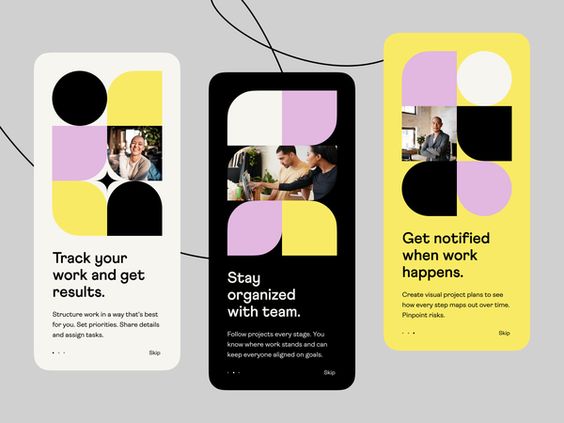 Track your
work and get
results.
Structure work in a way that's best
for you. Set priorities. Share details
and assign tasks.
Skip
Stay
organized
with team.
Follow projects every stage. You
know where work stands and can
keep everyone aligned on goals.
Skip
Get notified
when work
happens.
Create visual project plans to see
how every step maps out over time.
Pinpoint risks.
Skip